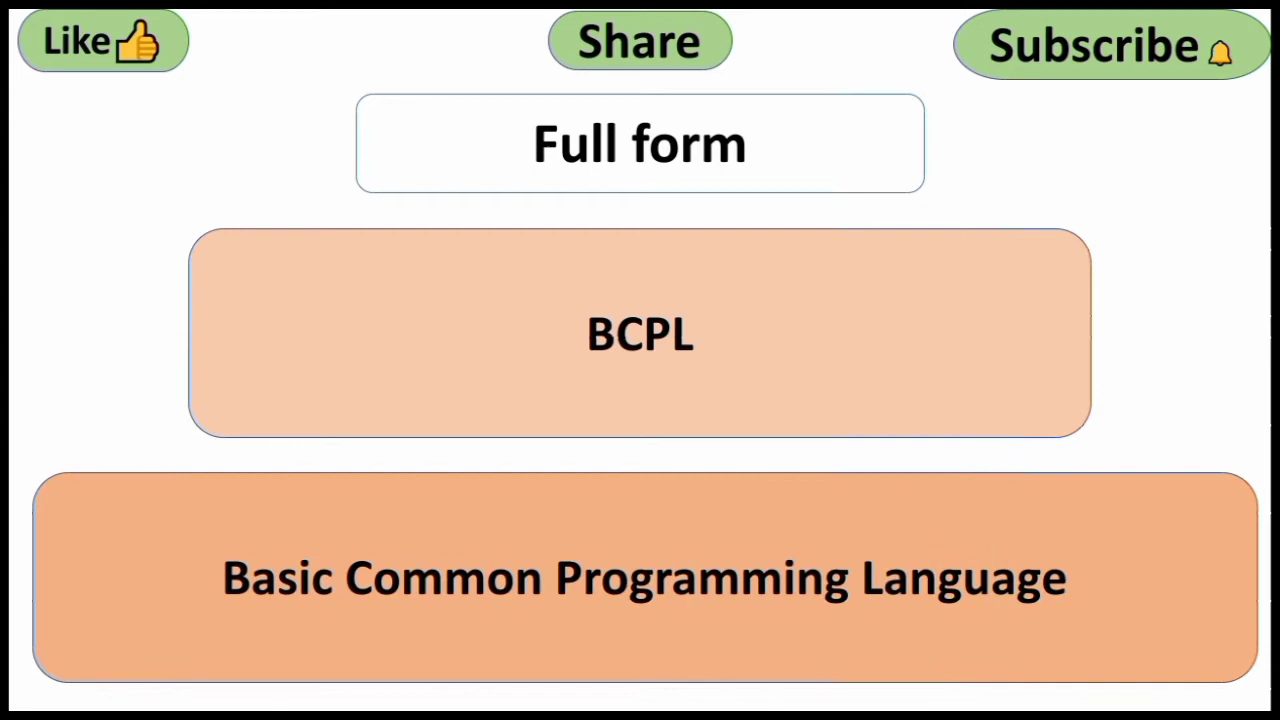 Like
Share
Subscribe
Full form
BCPL
Basic Common Programming Language